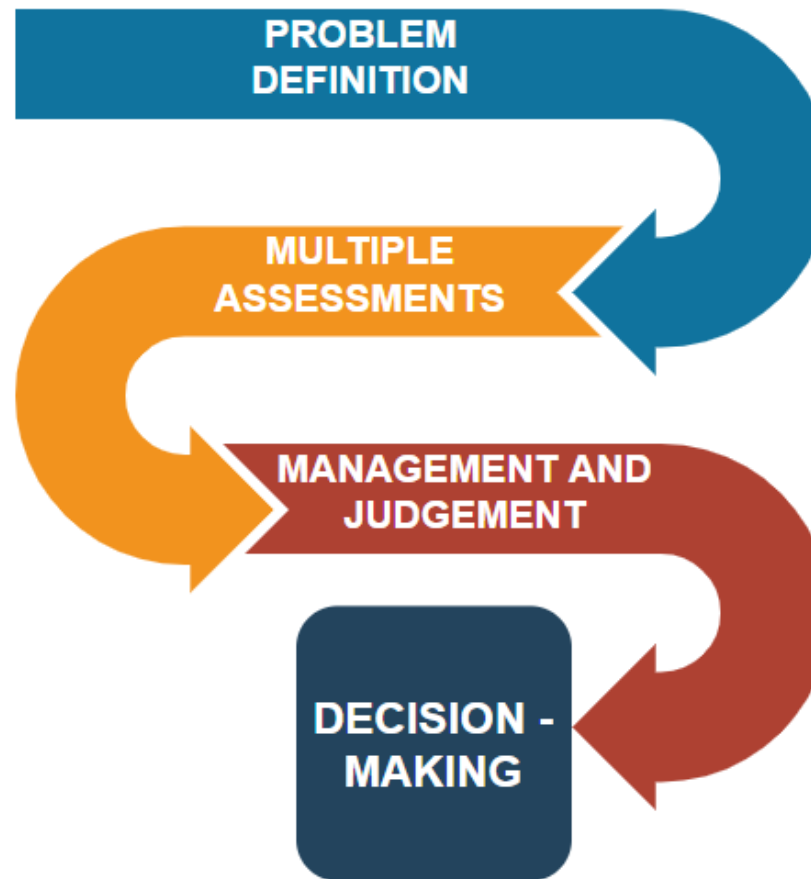 PROBLEM
DEFINITION
MULTIPLE
ASSESSMENTS
MANAGEMENT AND
JUDGEMENT
DECISION -
MAKING